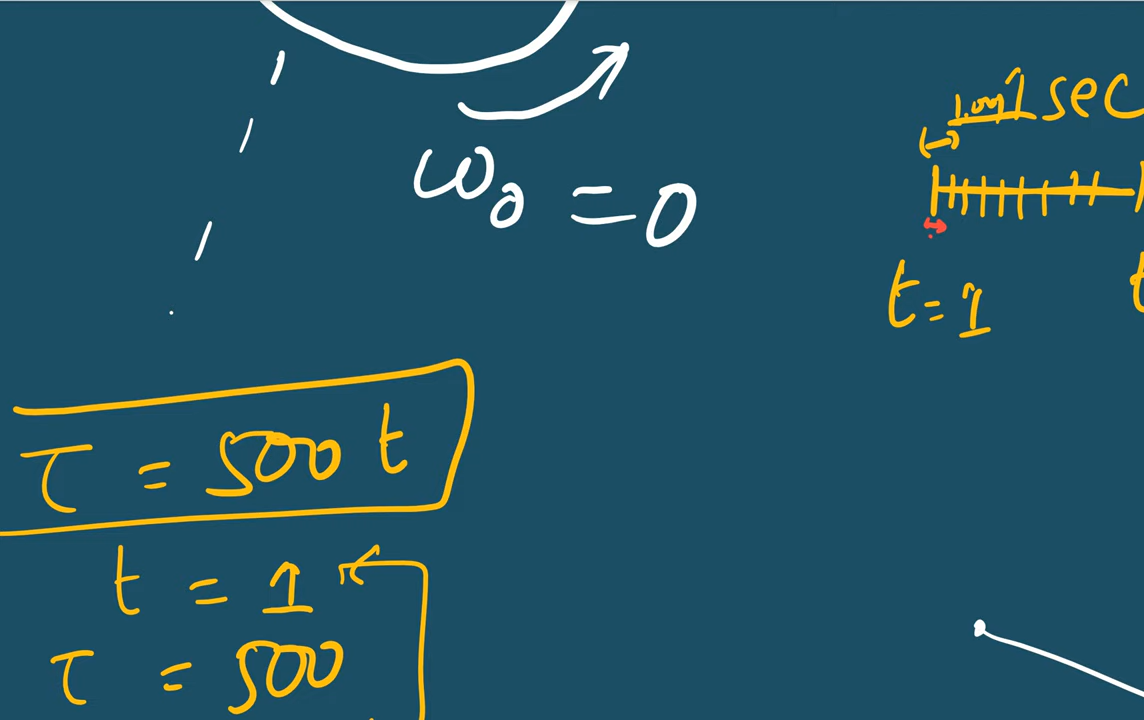 ω₀ = 0
1 sec
t = 1
τ = 500 t
t = 1
τ = 500